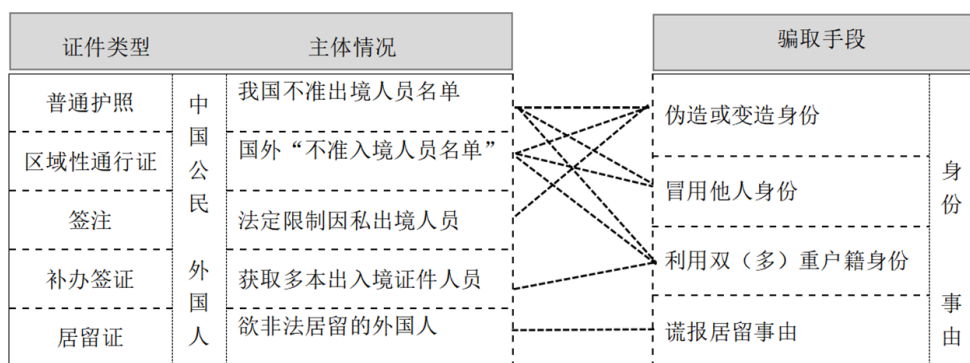 证件类型 主体情况 骗取手段
普通护照
区域性通行证
签注
补办签证
居留证
中国公民
外国人
我国不准出境人员名单
国外“不准入境人员名单”
法定限制因私出境人员
获取多本出入境证件人员
欲非法居留的外国人
伪造或变造身份
冒用他人身份
利用双（多）重户籍身份
谎报居留事由
身份
事由